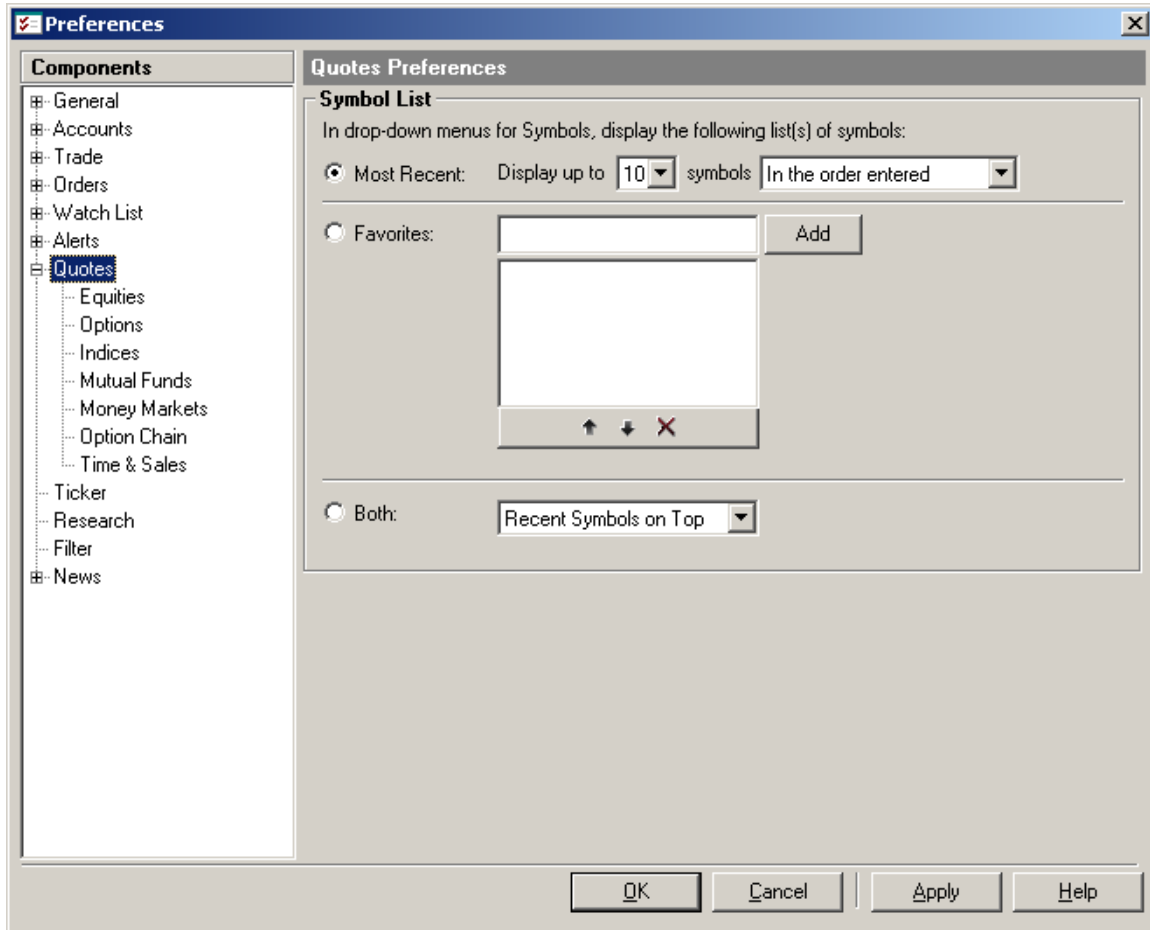 Preferences
Components
General
Accounts
Trade
Orders
Watch List
Alerts
Quotes
Equities
Options
Indices
Mutual Funds
Money Markets
Option Chain
Time & Sales
Ticker
Research
Filter
News
Quotes Preferences
Symbol List
In drop-down menus for Symbols, display the following list(s) of symbols:
Most Recent: Display up to 10 symbols In the order entered
Favorites: Add
Both: Recent Symbols on Top
OK Cancel Apply Help